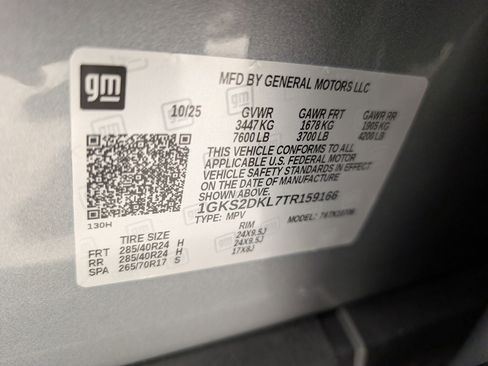 gm
MFD BY GENERAL MOTORS LLC
10/25 GVWR GAWR FRT GAWR RR
3447 KG 1678 KG 1905 KG
7600 LB 3700 LB 4200 LB
THIS VEHICLE CONFORMS TO ALL
APPLICABLE U.S. FEDERAL MOTOR
VEHICLE SAFETY STANDARDS IN EFFECT
ON THE DATE OF MANUFACTURE SHOWN ABOVE.
1GKS2DKL7TR159166
TYPE: MPV MODEL:
130H
TIRE SIZE RIM
FRT 285/40R24 H 24X9.5J
RR 285/40R24 H 24X9.5J
SPA 265/70R17 S 17X8J